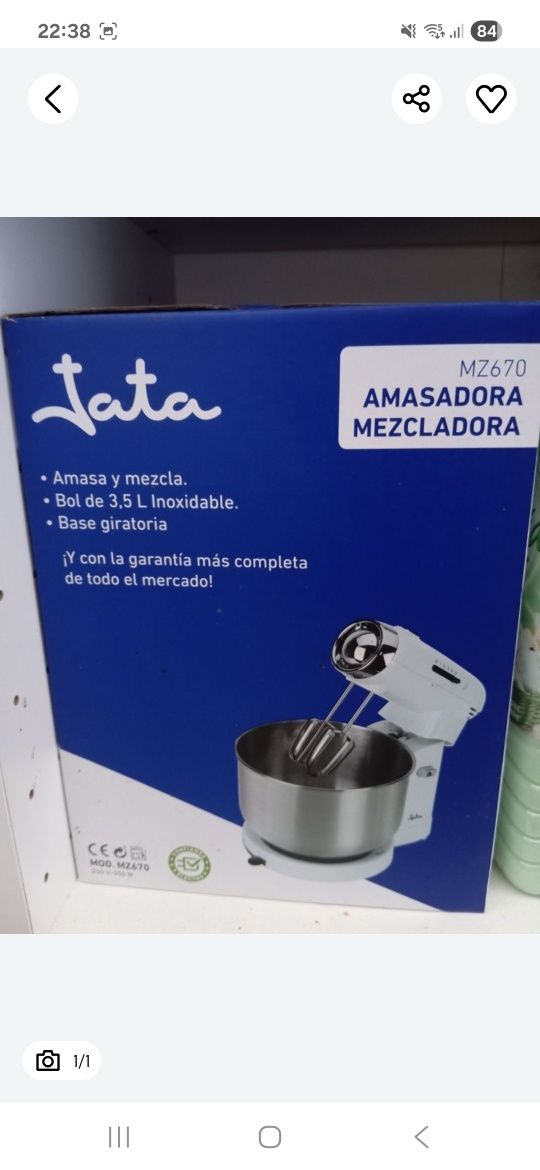 22:38
84
Jata
MZ670
AMASADORA
MEZCLADORA
• Amasa y mezcla.
• Bol de 3,5 L Inoxidable.
• Base giratoria
¡Y con la garantía más completa
de todo el mercado!
Jata
CE
MOD. MZ670
1/1